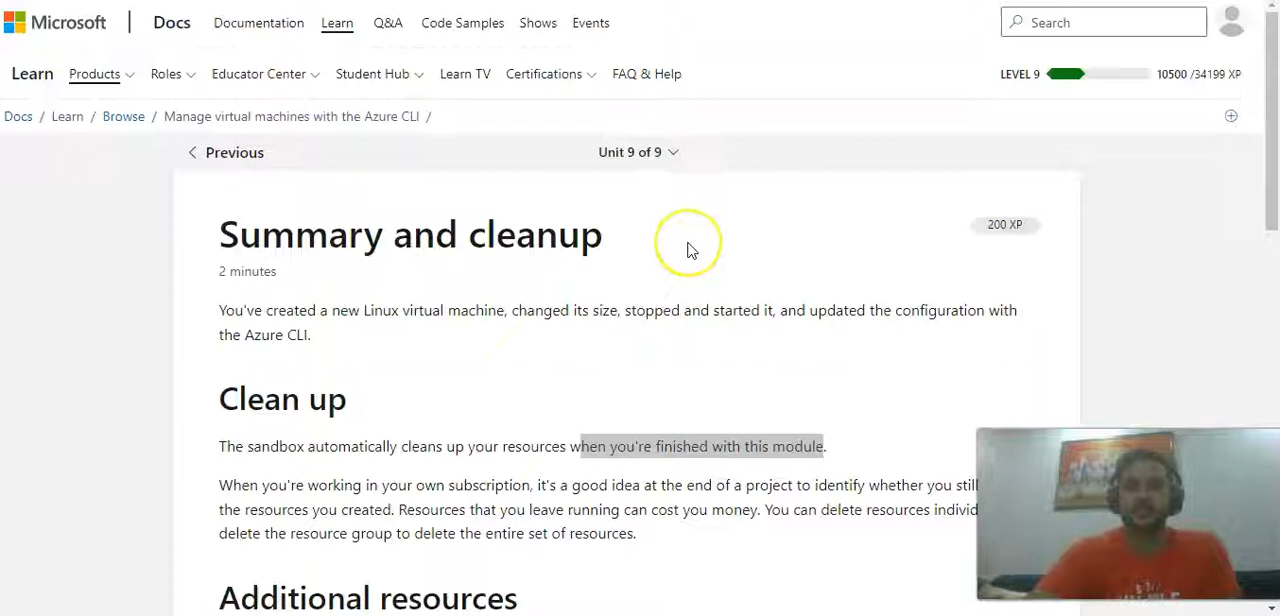 Microsoft Docs Documentation Learn Q&A Code Samples Shows Events Search
Learn Products Roles Educator Center Student Hub Learn TV Certifications FAQ & Help LEVEL 9 10500 /34199 XP
Docs / Learn / Browse / Manage virtual machines with the Azure CLI /
Previous Unit 9 of 9
Summary and cleanup 200 XP
2 minutes
You've created a new Linux virtual machine, changed its size, stopped and started it, and updated the configuration with
the Azure CLI.
Clean up
The sandbox automatically cleans up your resources when you're finished with this module.
When you're working in your own subscription, it's a good idea at the end of a project to identify whether you still
the resources you created. Resources that you leave running can cost you money. You can delete resources individ
delete the resource group to delete the entire set of resources.
Additional resources